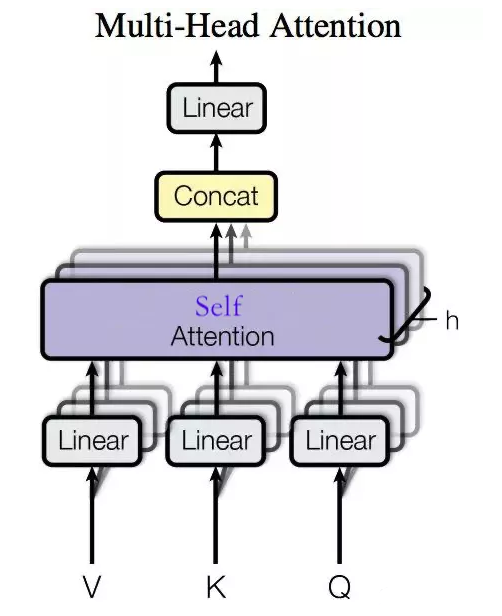 Multi-Head Attention
Linear
Concat
Self
Attention
h
Linear
Linear
Linear
V
K
Q